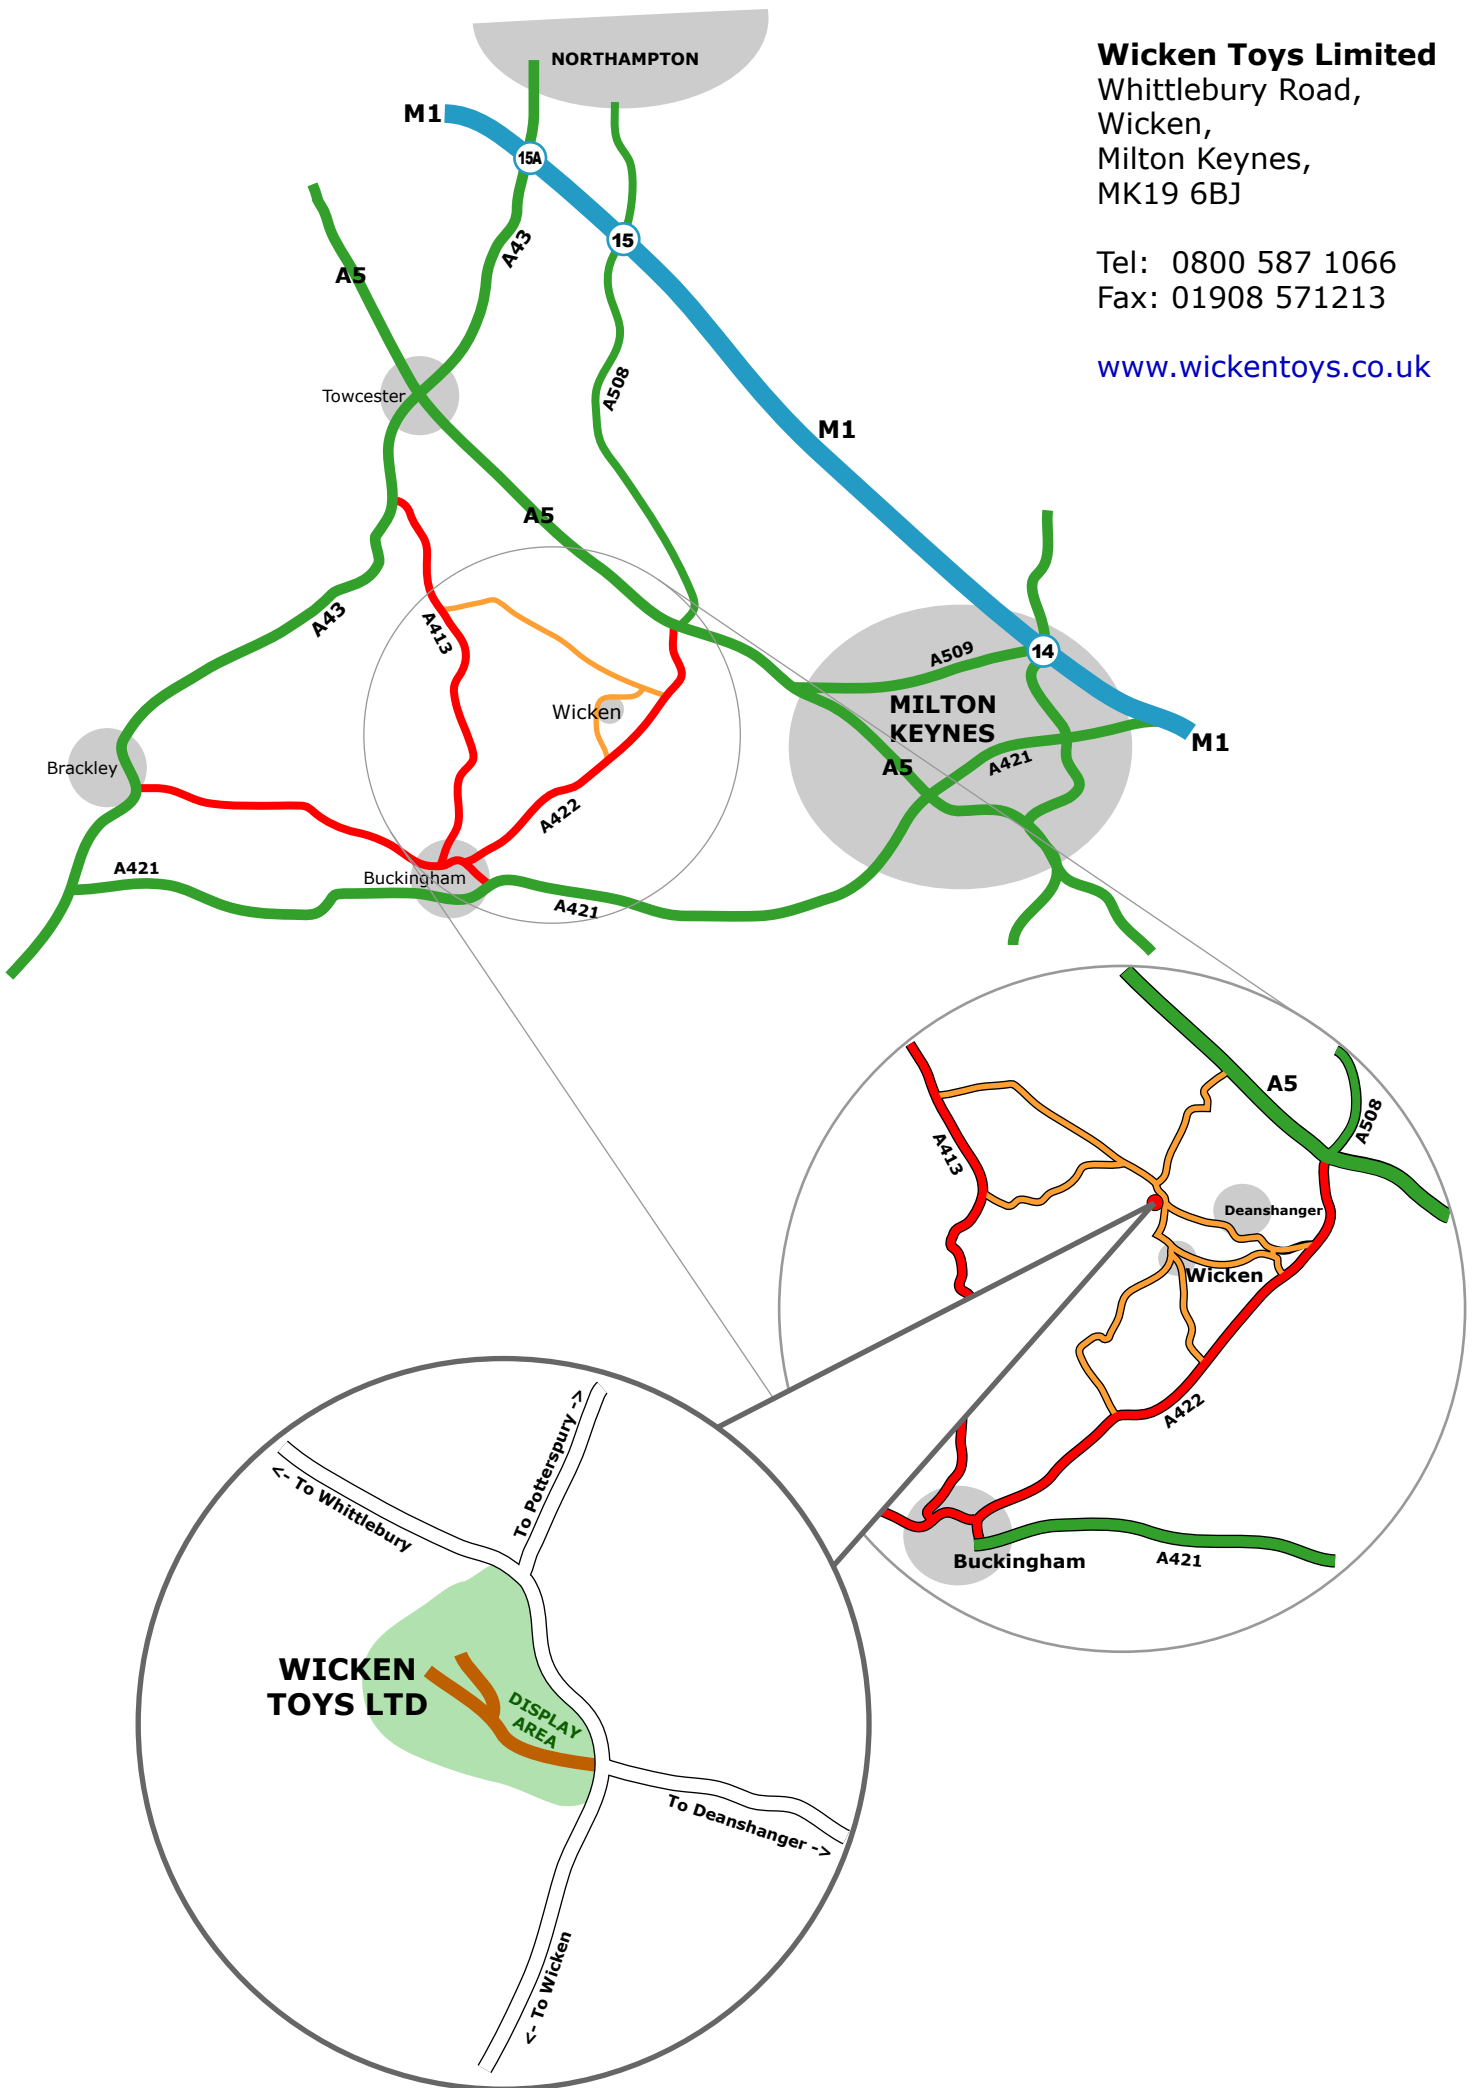 NORTHAMPTON
Wicken Toys Limited
Whittlebury Road,
Wicken,
Milton Keynes,
MK19 6BJ
Tel: 0800 587 1066
Fax: 01908 571213
www.wickentoys.co.uk
M1
15A
15
A43
A5
A508
Towcester
M1
A5
A43
A413
A509
14
MILTON
KEYNES
Wicken
M1
A5
A421
Brackley
A422
A421
Buckingham
A421
A5
A508
A413
Deanshanger
Wicken
A422
Buckingham
A421
<- To Whittlebury
To Potterspury ->
WICKEN
TOYS LTD
DISPLAY
AREA
To Deanshanger ->
<- To Wicken